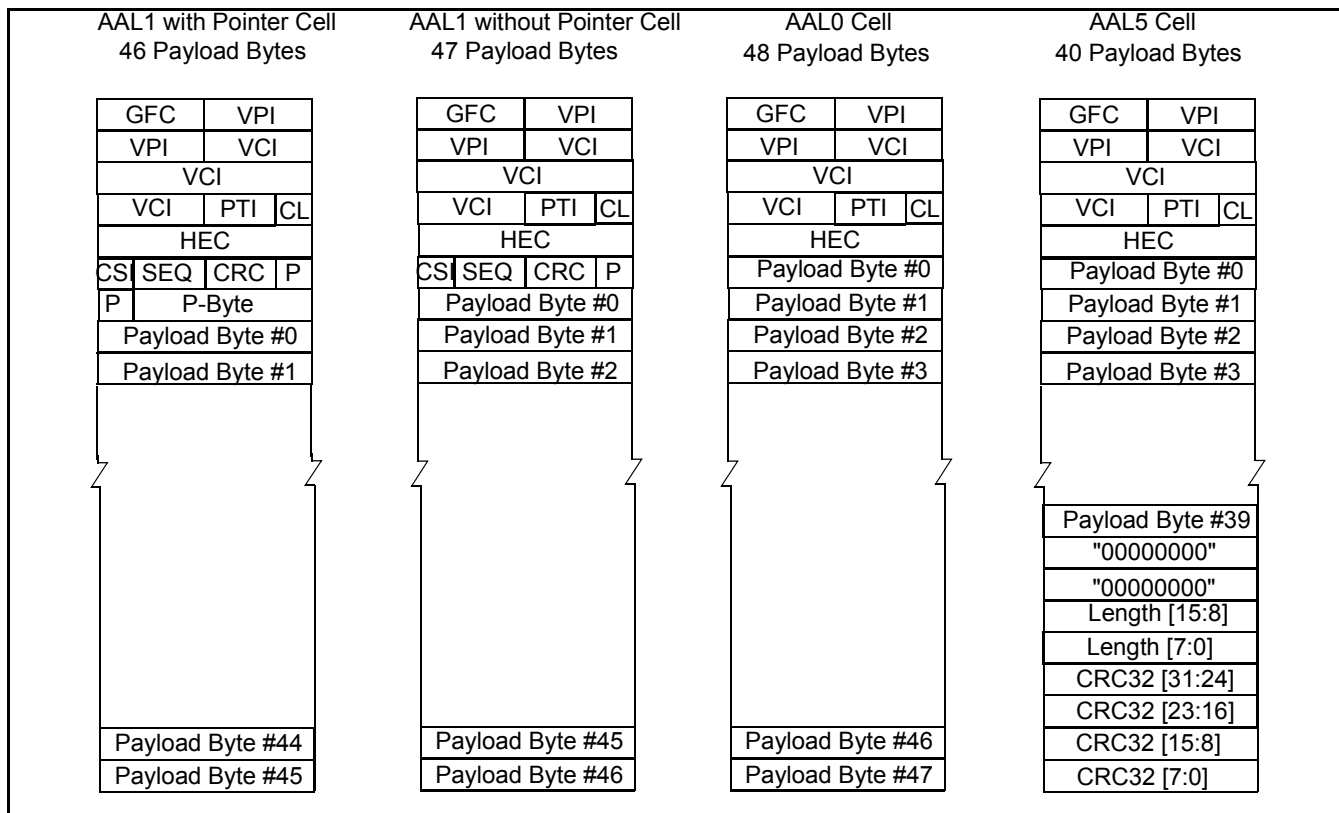 AAL1 with Pointer Cell
46 Payload Bytes
GFC VPI
VPI VCI
VCI
VCI PTI CL
HEC
CSI SEQ CRC P
P P-Byte
Payload Byte #0
Payload Byte #1
Payload Byte #44
Payload Byte #45
AAL1 without Pointer Cell
47 Payload Bytes
GFC VPI
VPI VCI
VCI
VCI PTI CL
HEC
CSI SEQ CRC P
Payload Byte #0
Payload Byte #1
Payload Byte #2
Payload Byte #45
Payload Byte #46
AAL0 Cell
48 Payload Bytes
GFC VPI
VPI VCI
VCI
VCI PTI CL
HEC
Payload Byte #0
Payload Byte #1
Payload Byte #2
Payload Byte #3
Payload Byte #46
Payload Byte #47
AAL5 Cell
40 Payload Bytes
GFC VPI
VPI VCI
VCI
VCI PTI CL
HEC
Payload Byte #0
Payload Byte #1
Payload Byte #2
Payload Byte #3
Payload Byte #39
"00000000"
"00000000"
Length [15:8]
Length [7:0]
CRC32 [31:24]
CRC32 [23:16]
CRC32 [15:8]
CRC32 [7:0]